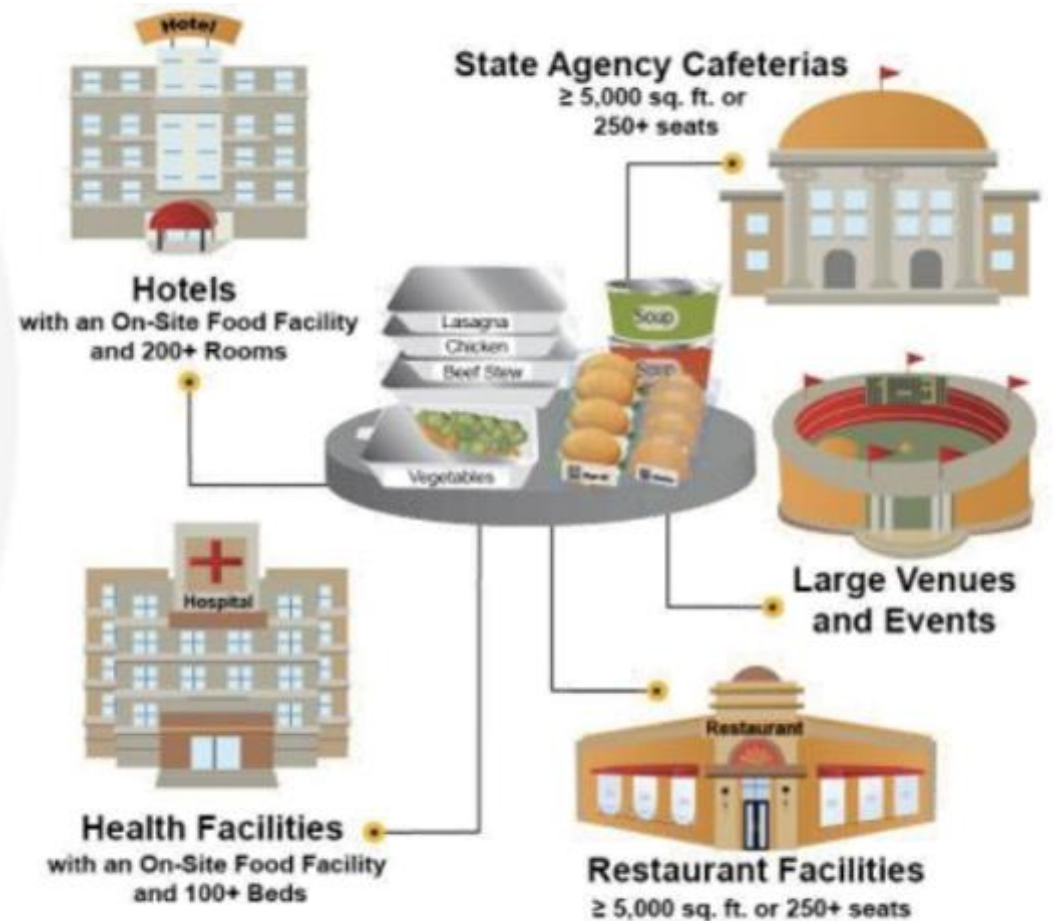 Hotel
Hotels
with an On-Site Food Facility
and 200+ Rooms
State Agency Cafeterias
≥ 5,000 sq. ft. or
250+ seats
Lasagna
Chicken
Beef Stew
Vegetables
Soup
Soup
Large Venues
and Events
Hospital
Health Facilities
with an On-Site Food Facility
and 100+ Beds
Restaurant
Restaurant Facilities
≥ 5,000 sq. ft. or 250+ seats